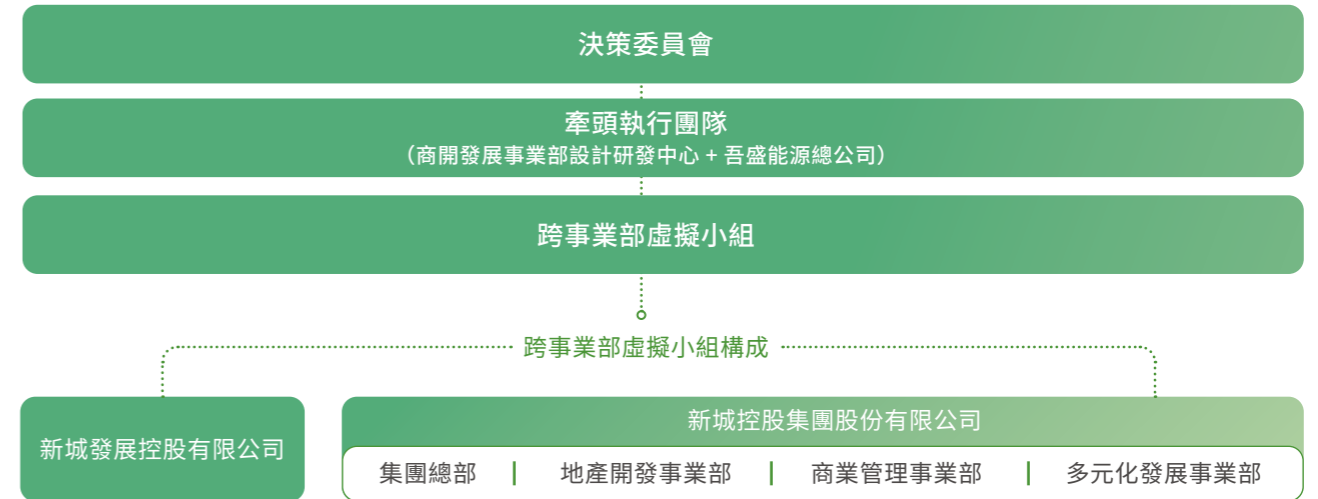 決策委員會
牽頭執行團隊
（商開發展事業部設計研發中心 + 吾盛能源總公司）
跨事業部虛擬小組
跨事業部虛擬小組構成
新城發展控股有限公司
新城控股集團股份有限公司
集團總部 | 地產開發事業部 | 商業管理事業部 | 多元化發展事業部